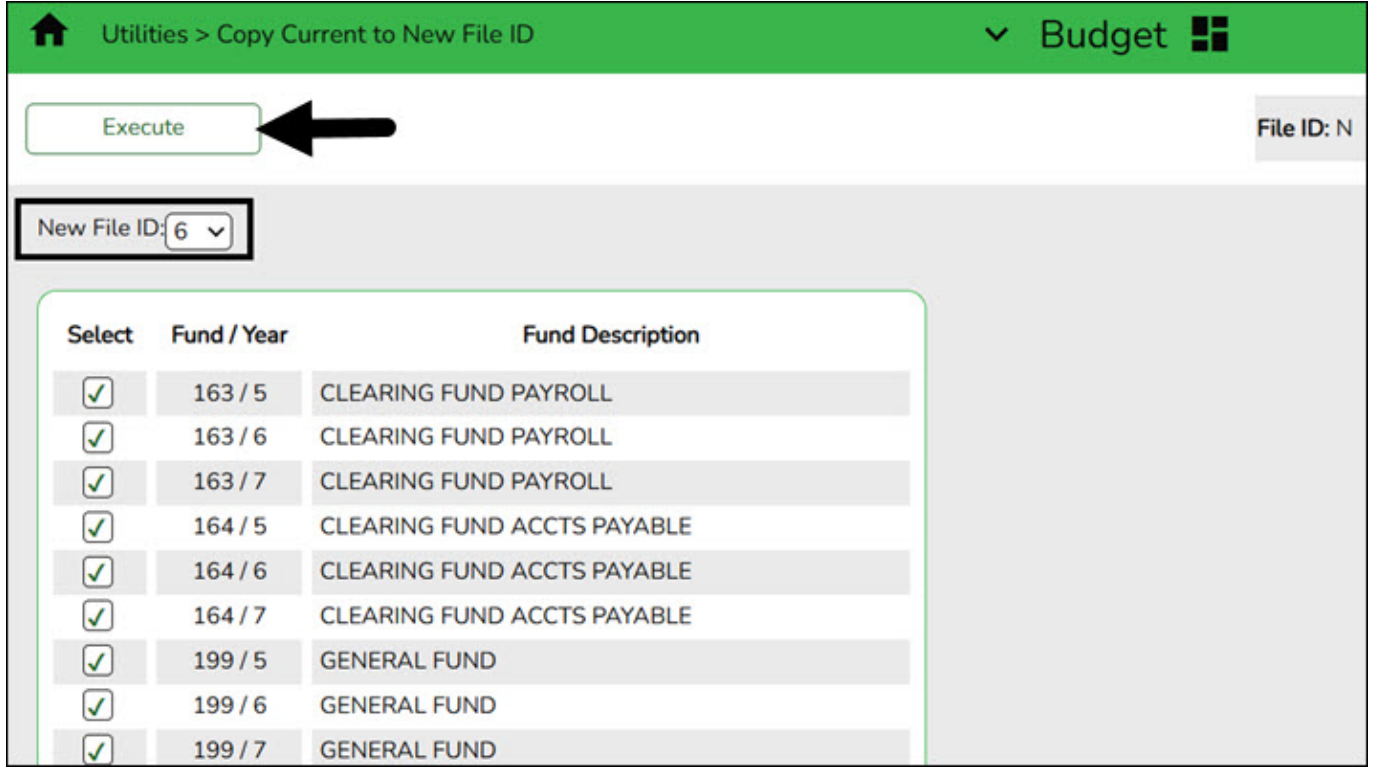 Utilities > Copy Current to New File ID
Budget
Execute
File ID: N
New File ID: 6
Select Fund / Year Fund Description
163 / 5 CLEARING FUND PAYROLL
163 / 6 CLEARING FUND PAYROLL
163 / 7 CLEARING FUND PAYROLL
164 / 5 CLEARING FUND ACCTS PAYABLE
164 / 6 CLEARING FUND ACCTS PAYABLE
164 / 7 CLEARING FUND ACCTS PAYABLE
199 / 5 GENERAL FUND
199 / 6 GENERAL FUND
199 / 7 GENERAL FUND